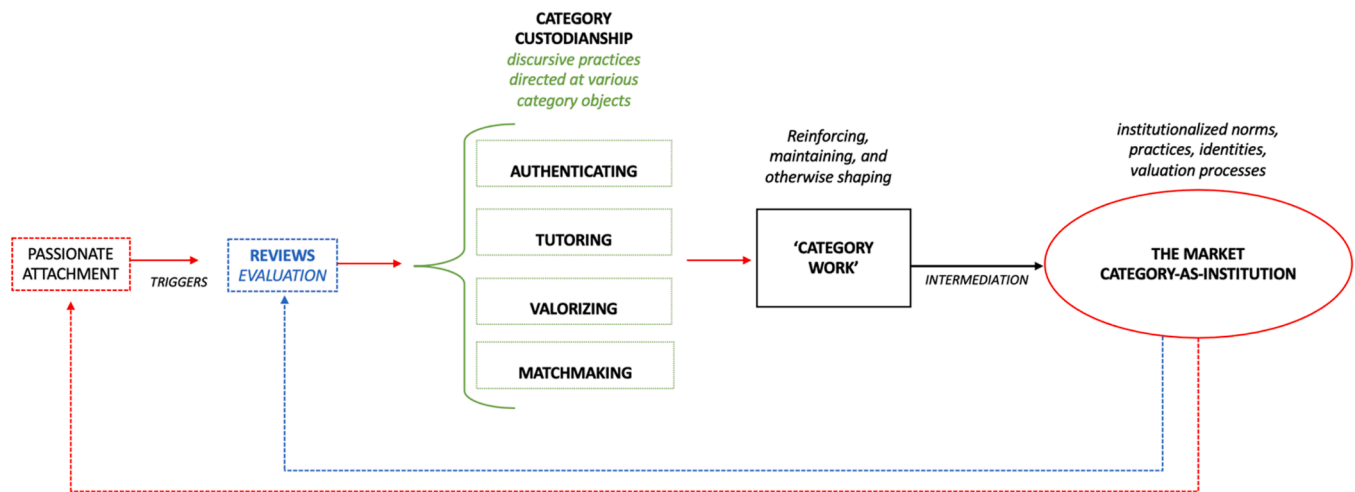 CATEGORY
CUSTODIANSHIP
discursive practices
directed at various
category objects
AUTHENTICATING
TUTORING
VALORIZING
MATCHMAKING
PASSIONATE
ATTACHMENT
TRIGGERS
REVIEWS
EVALUATION
Reinforcing,
maintaining, and
otherwise shaping
‘CATEGORY
WORK’
INTERMEDIATION
institutionalized norms,
practices, identities,
valuation processes
THE MARKET
CATEGORY-AS-INSTITUTION